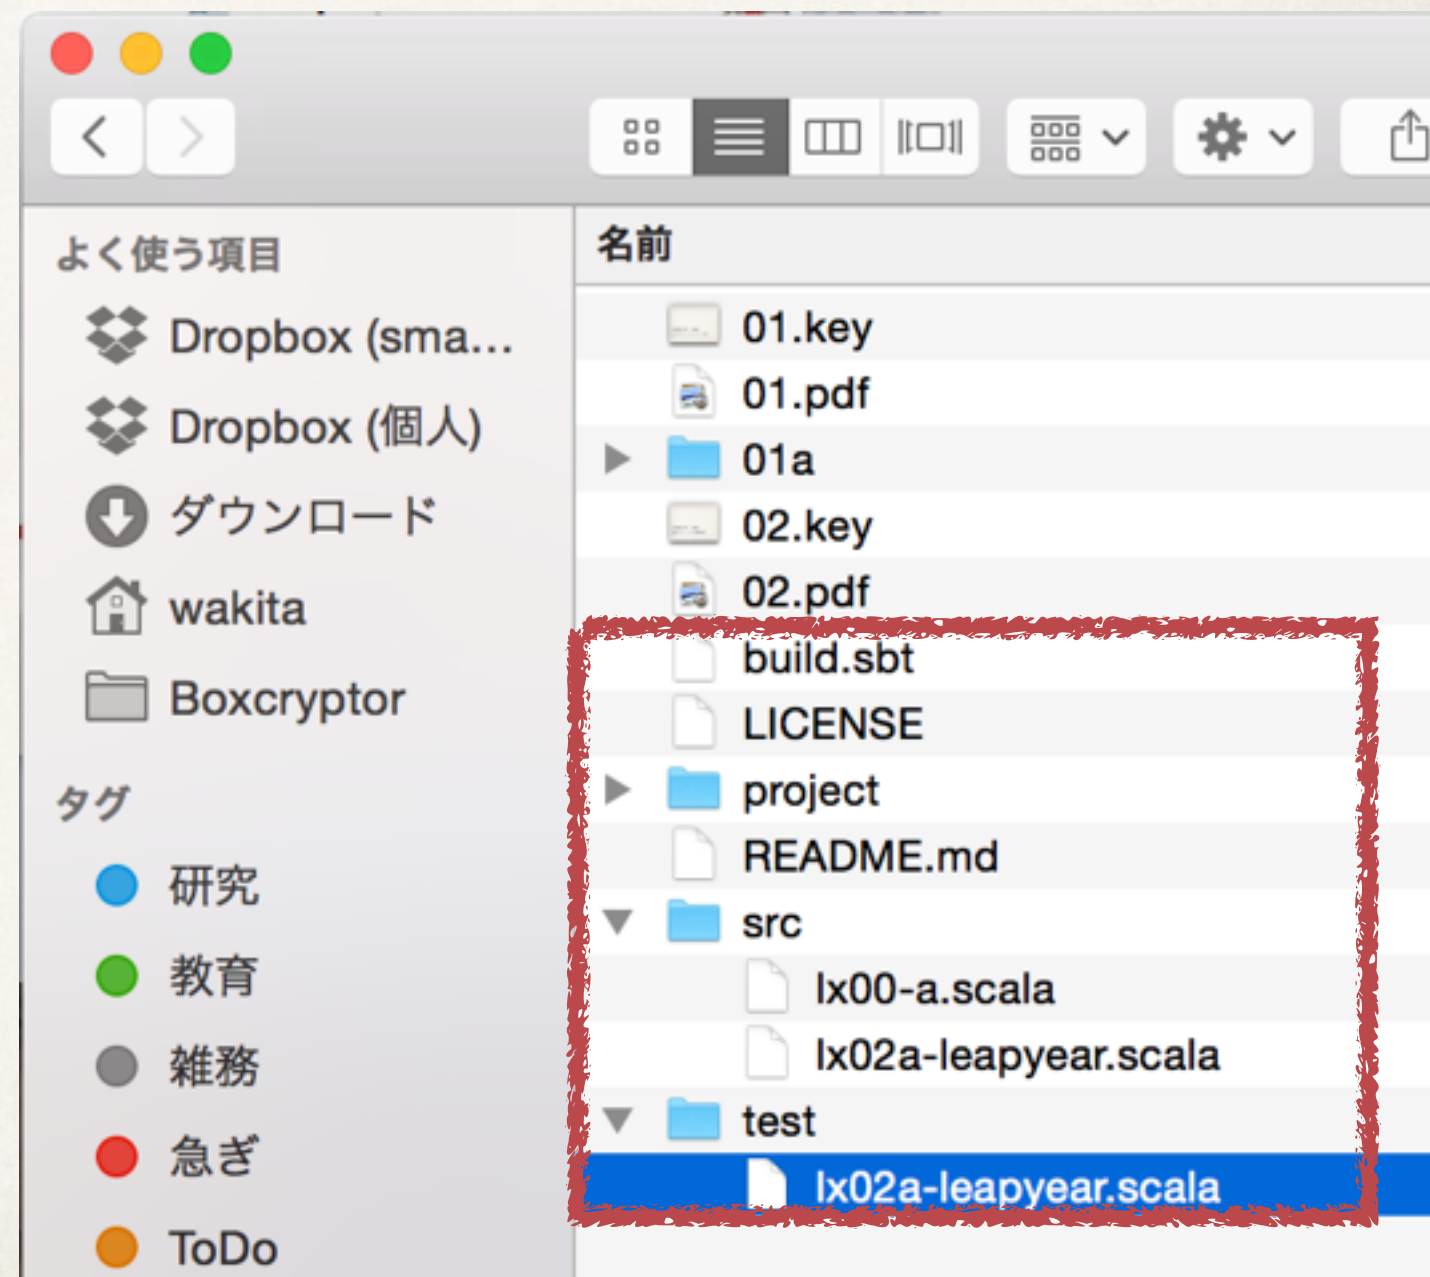 よく使う項目
Dropbox (sma...
Dropbox (個人)
ダウンロード
wakita
Boxcryptor
タグ
研究
教育
雑務
急ぎ
ToDo
名前
01.key
01.pdf
01a
02.key
02.pdf
build.sbt
LICENSE
project
README.md
src
lx00-a.scala
lx02a-leapyear.scala
test
lx02a-leapyear.scala